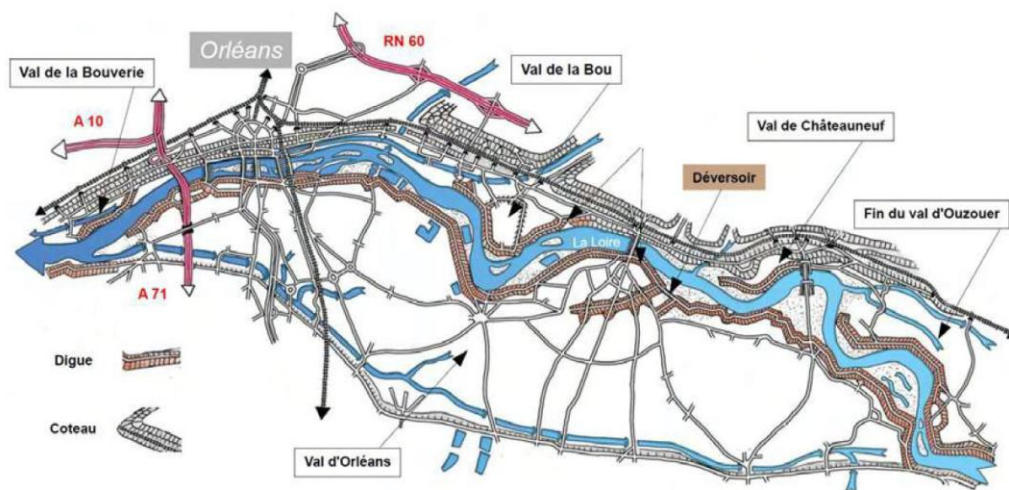 RN 60
Orléans
Val de la Bouverie
Val de la Bou
A 10
Val de Châteauneuf
Déversoir
Fin du val d'Ouzouer
La Loire
A 71
Digue
Coteau
Val d'Orléans